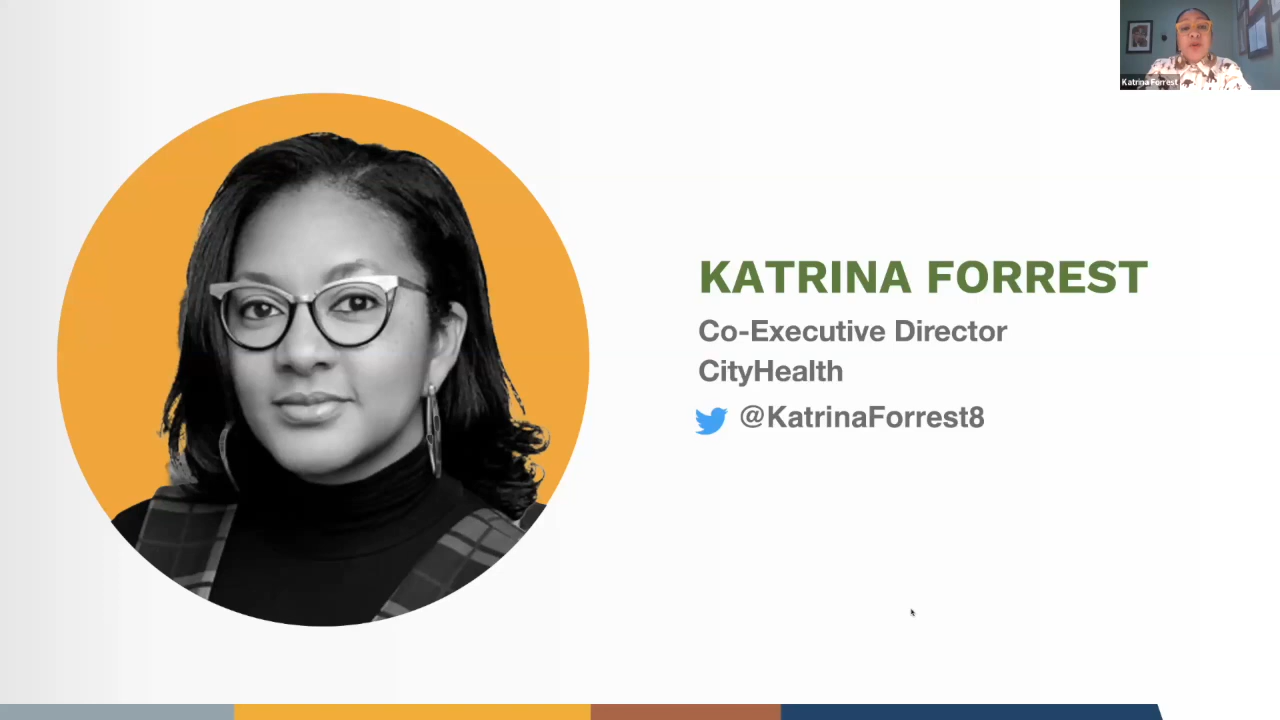 Katrina Forrest
KATRINA FORREST
Co-Executive Director
CityHealth
@KatrinaForrest8